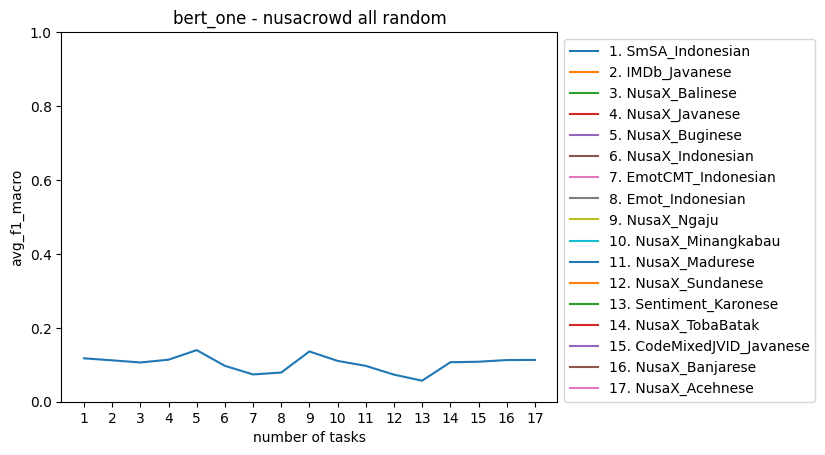 bert_one - nusacrowd all random
1.0
0.8
0.6
0.4
0.2
0.0
avg_f1_macro
1 2 3 4 5 6 7 8 9 10 11 12 13 14 15 16 17
number of tasks
1. SmSA_Indonesian
2. IMDb_Javanese
3. NusaX_Balinese
4. NusaX_Javanese
5. NusaX_Buginese
6. NusaX_Indonesian
7. EmotCMT_Indonesian
8. Emot_Indonesian
9. NusaX_Ngaju
10. NusaX_Minangkabau
11. NusaX_Madurese
12. NusaX_Sundanese
13. Sentiment_Karonese
14. NusaX_TobaBatak
15. CodeMixedJVID_Javanese
16. NusaX_Banjarese
17. NusaX_Acehnese